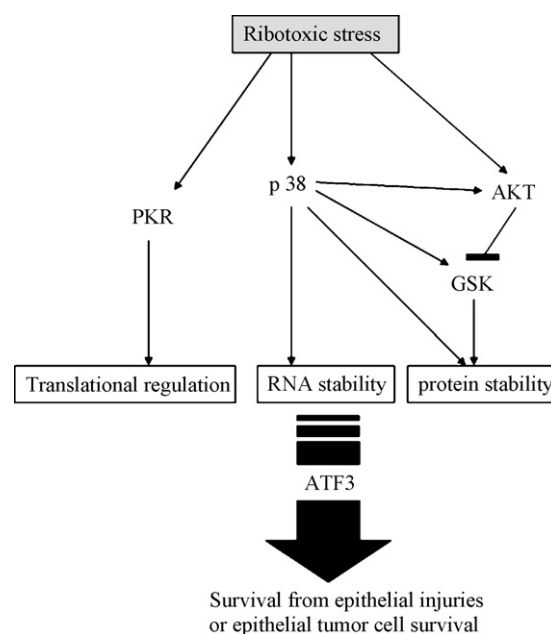 Ribotoxic stress
p 38
AKT
PKR
GSK
Translational regulation
RNA stability
protein stability
ATF3
Survival from epithelial injuries
or epithelial tumor cell survival